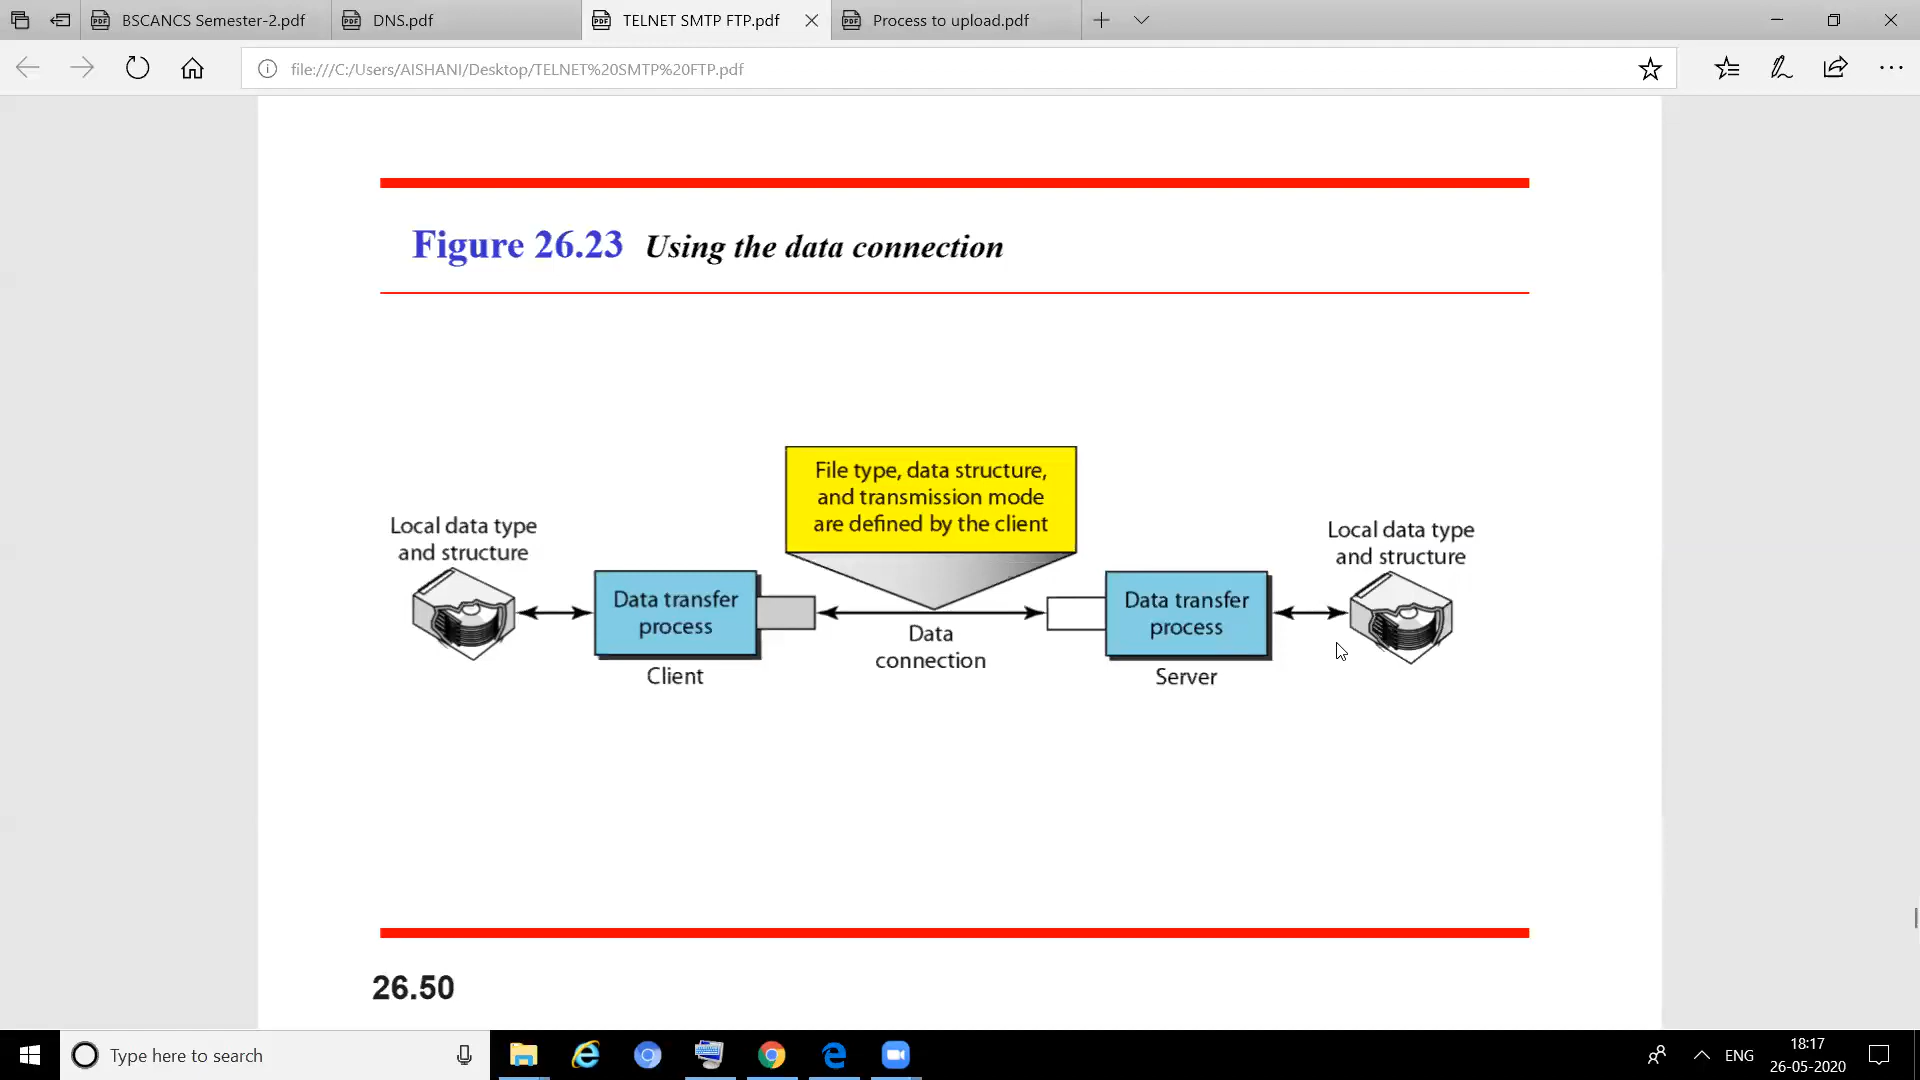 BSCANCS Semester-2.pdf
DNS.pdf
TELNET SMTP FTP.pdf
Process to upload.pdf
file:///C:/Users/AISHANI/Desktop/TELNET%20SMTP%20FTP.pdf
Figure 26.23 Using the data connection
File type, data structure,
and transmission mode
are defined by the client
Local data type
and structure
Local data type
and structure
Data transfer
process
Data transfer
process
Data
connection
Client
Server
26.50
Type here to search
ENG
18:17
26-05-2020